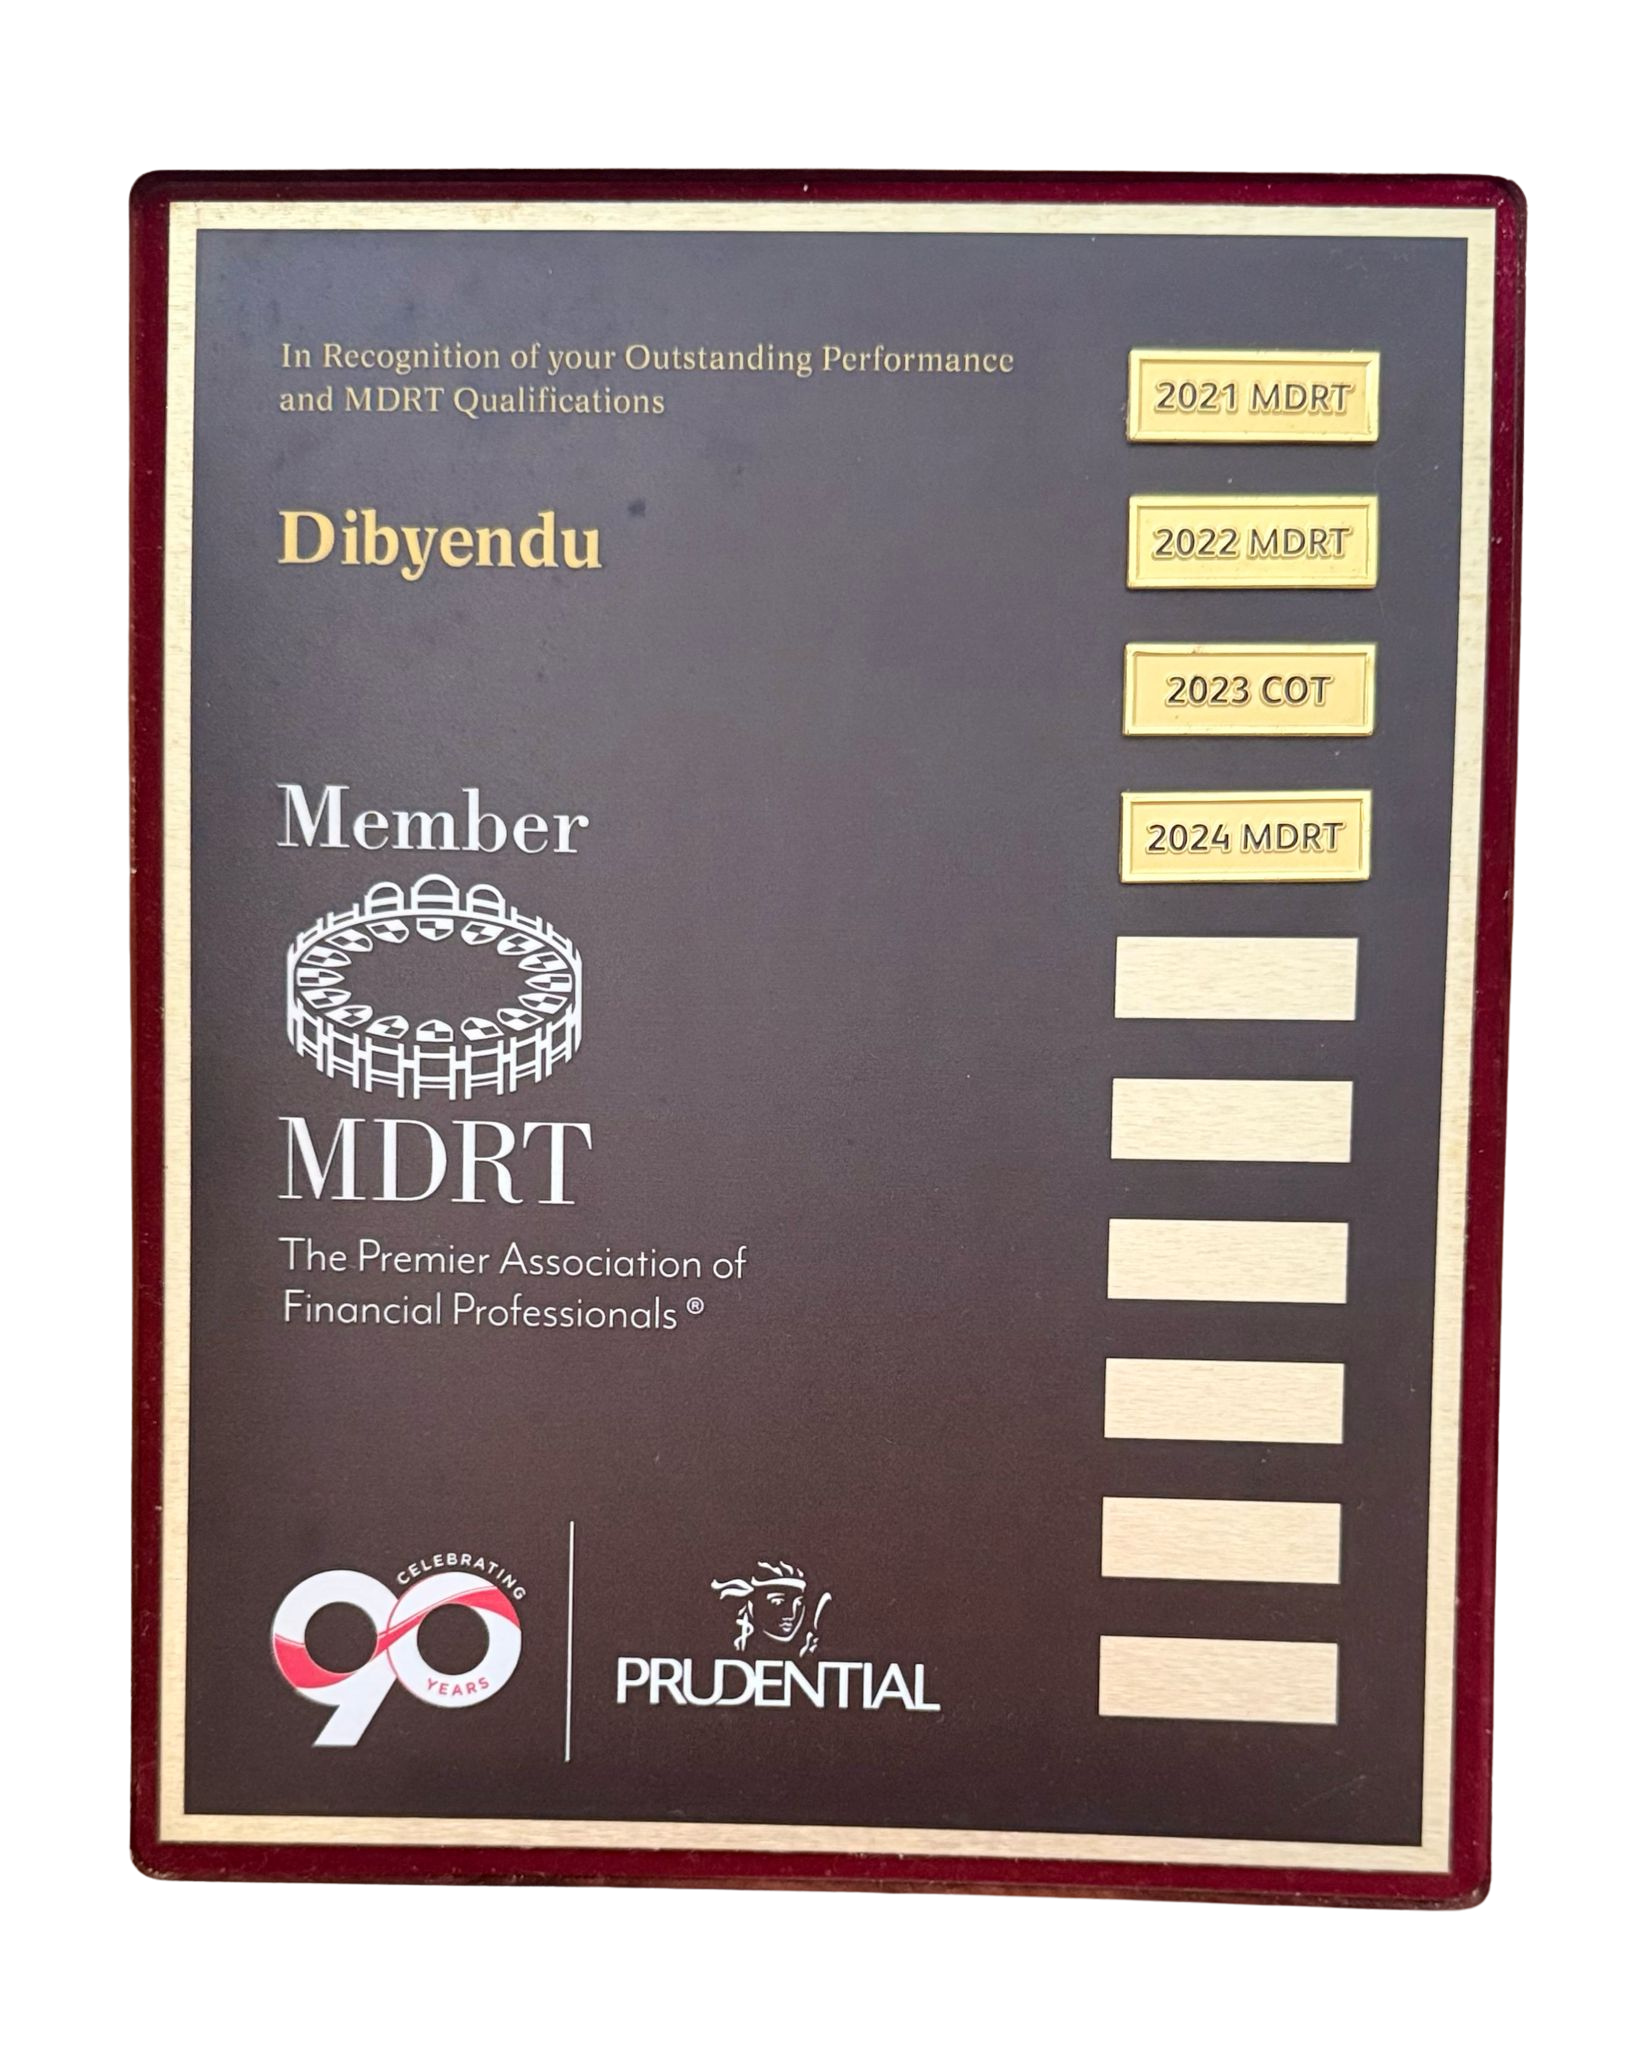 In Recognition of your Outstanding Performance
and MDRT Qualifications
Dibyendu
Member
MDRT
The Premier Association of
Financial Professionals ®
CELEBRATING
90
YEARS
PRUDENTIAL
2021 MDRT
2022 MDRT
2023 COT
2024 MDRT